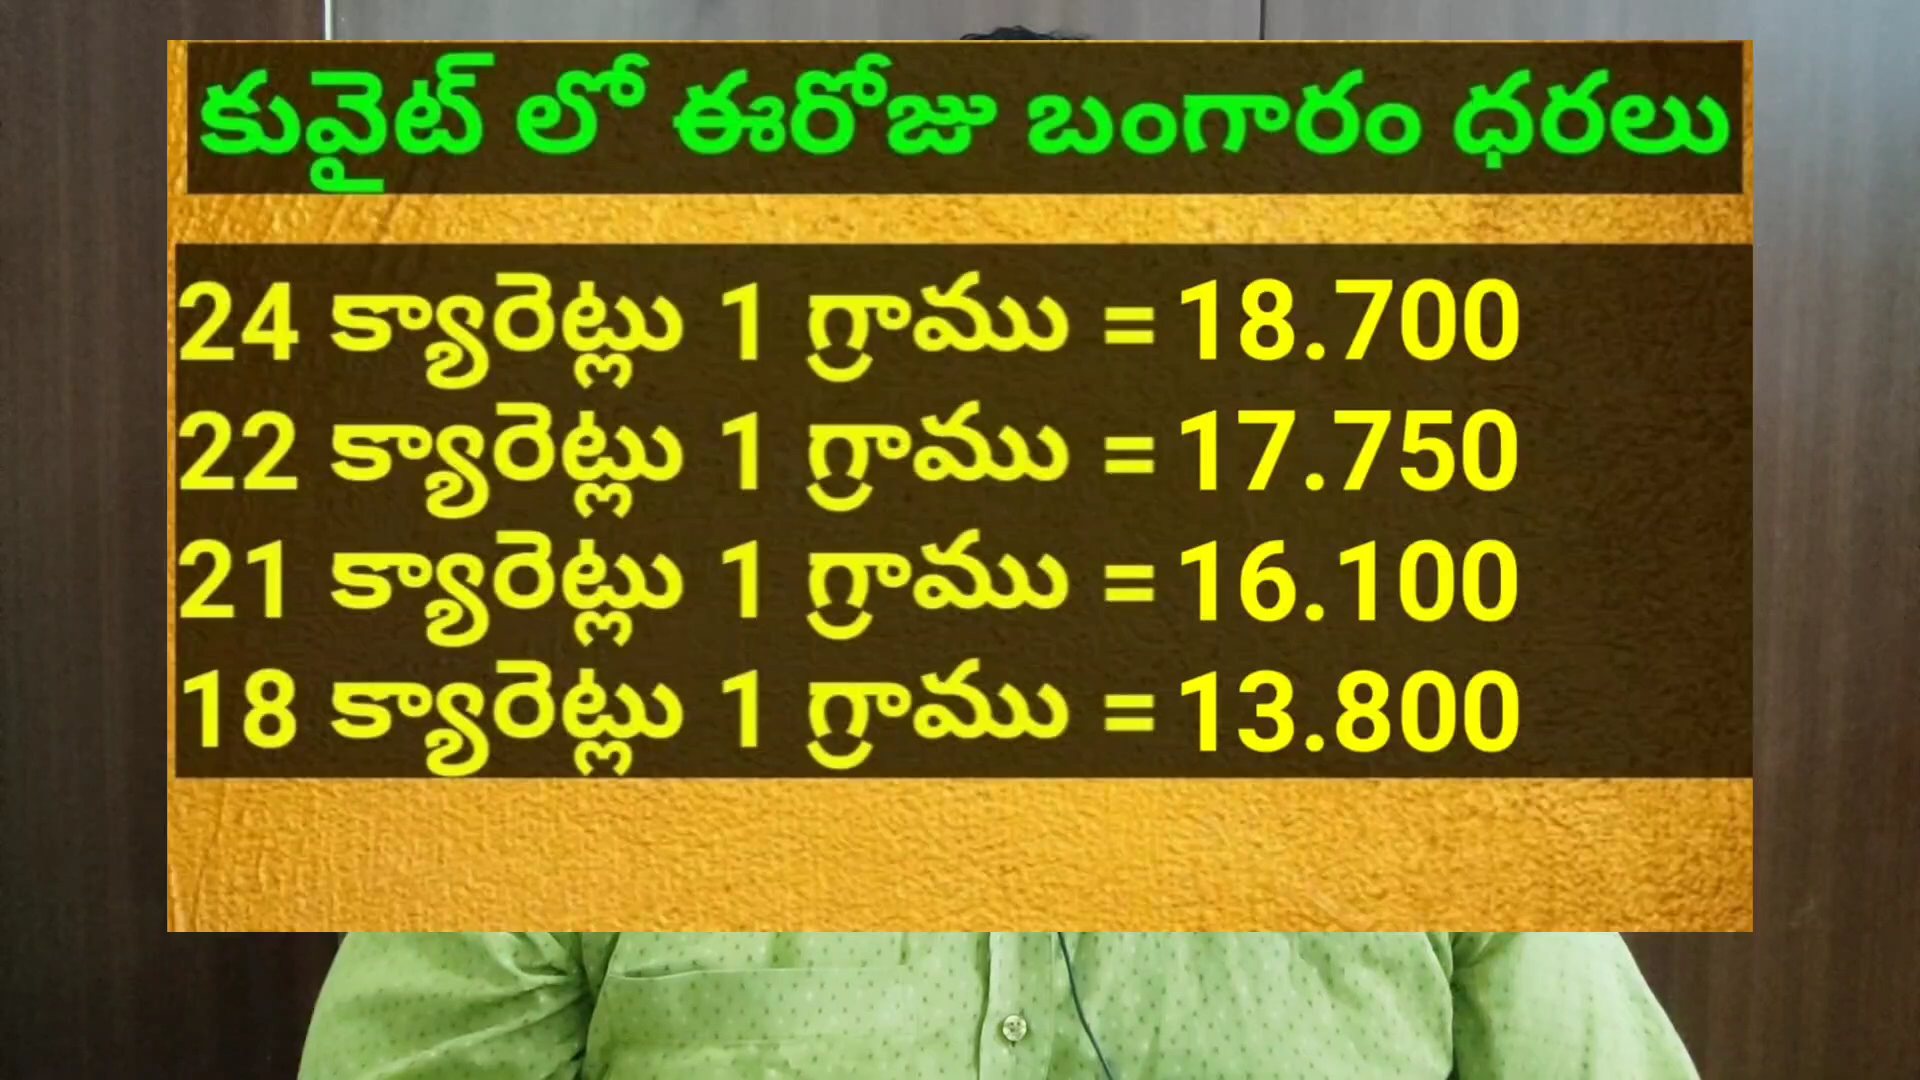 కువైట్ లో ఈరోజు బంగారం ధరలు
24 క్యారెట్లు 1 గ్రాము = 18.700
22 క్యారెట్లు 1 గ్రాము = 17.750
21 క్యారెట్లు 1 గ్రాము = 16.100
18 క్యారెట్లు 1 గ్రాము = 13.800